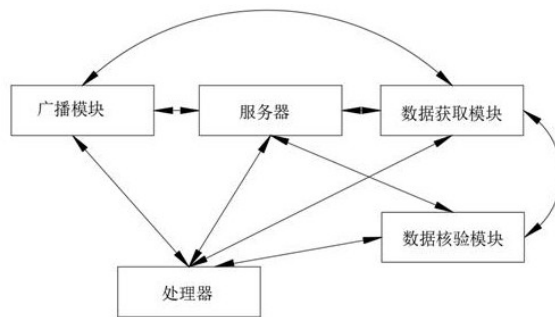 广播模块
服务器
数据获取模块
数据核验模块
处理器